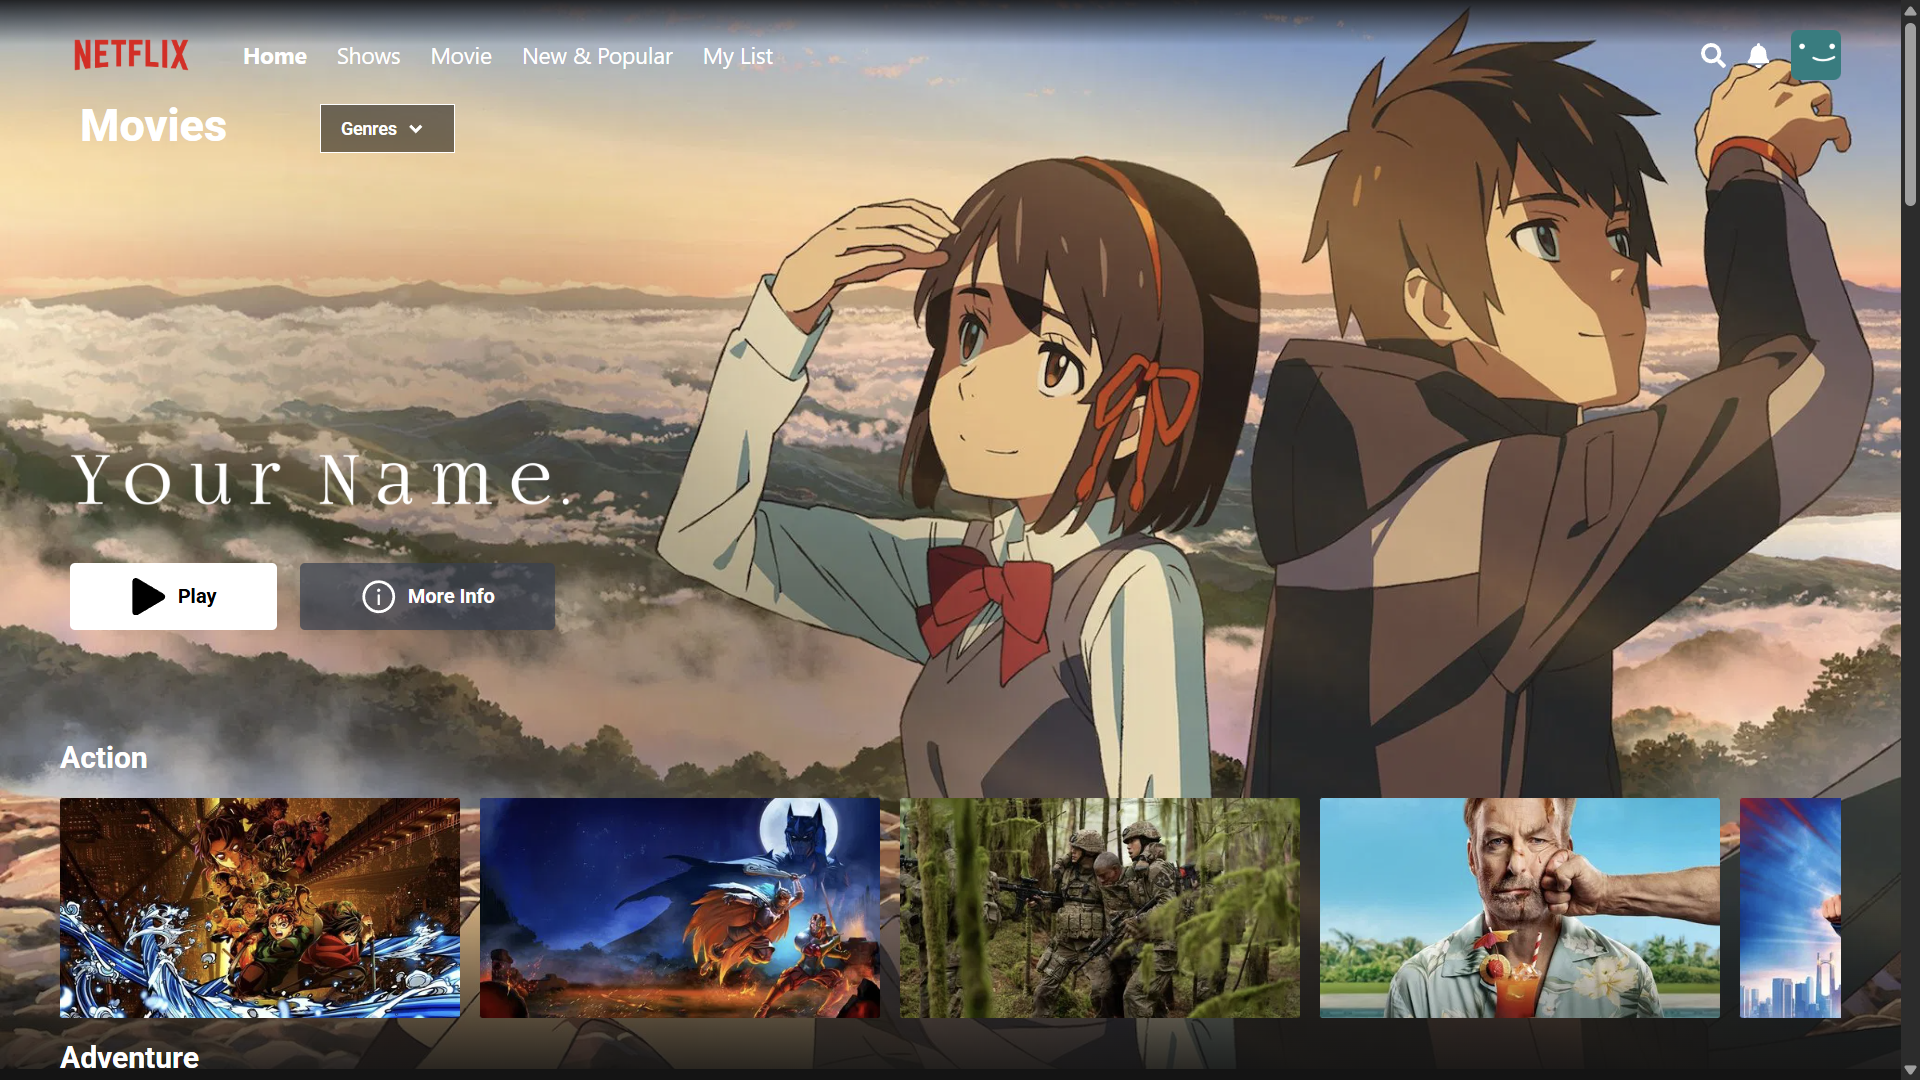 NETFLIX Home Shows Movie New & Popular My List
Movies Genres
Your Name.
Play More Info
Action
Adventure